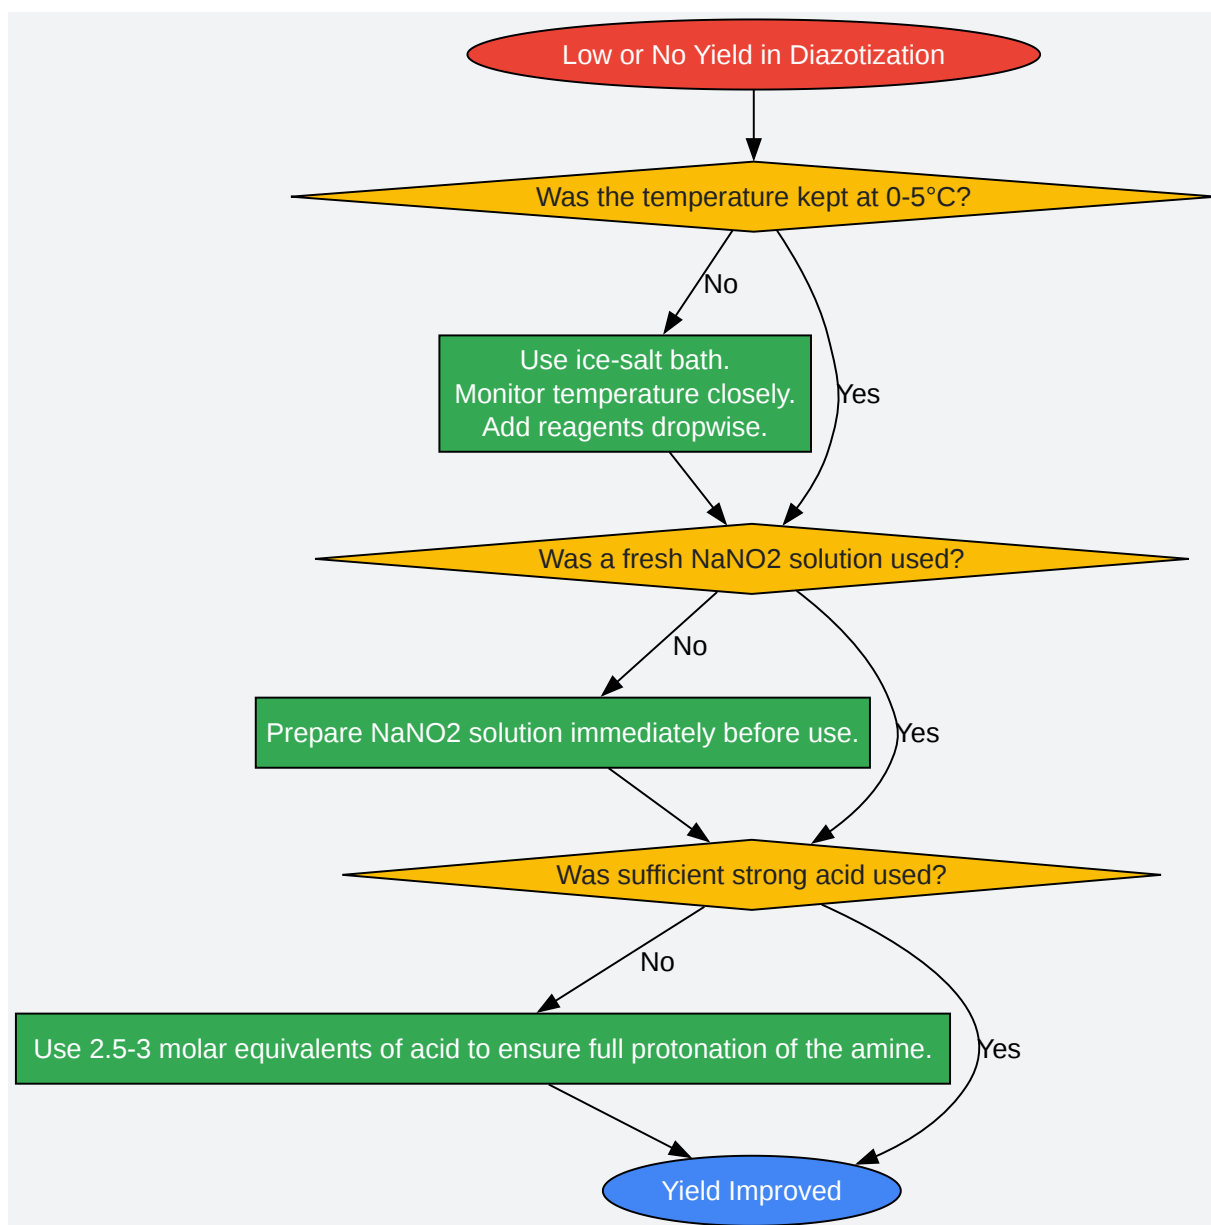 Low or No Yield in Diazotization
Was the temperature kept at 0-5°C?
No
Use ice-salt bath.
Monitor temperature closely.
Add reagents dropwise.
Yes
Was a fresh NaNO2 solution used?
No
Prepare NaNO2 solution immediately before use.
Yes
Was sufficient strong acid used?
No
Use 2.5-3 molar equivalents of acid to ensure full protonation of the amine.
Yes
Yield Improved